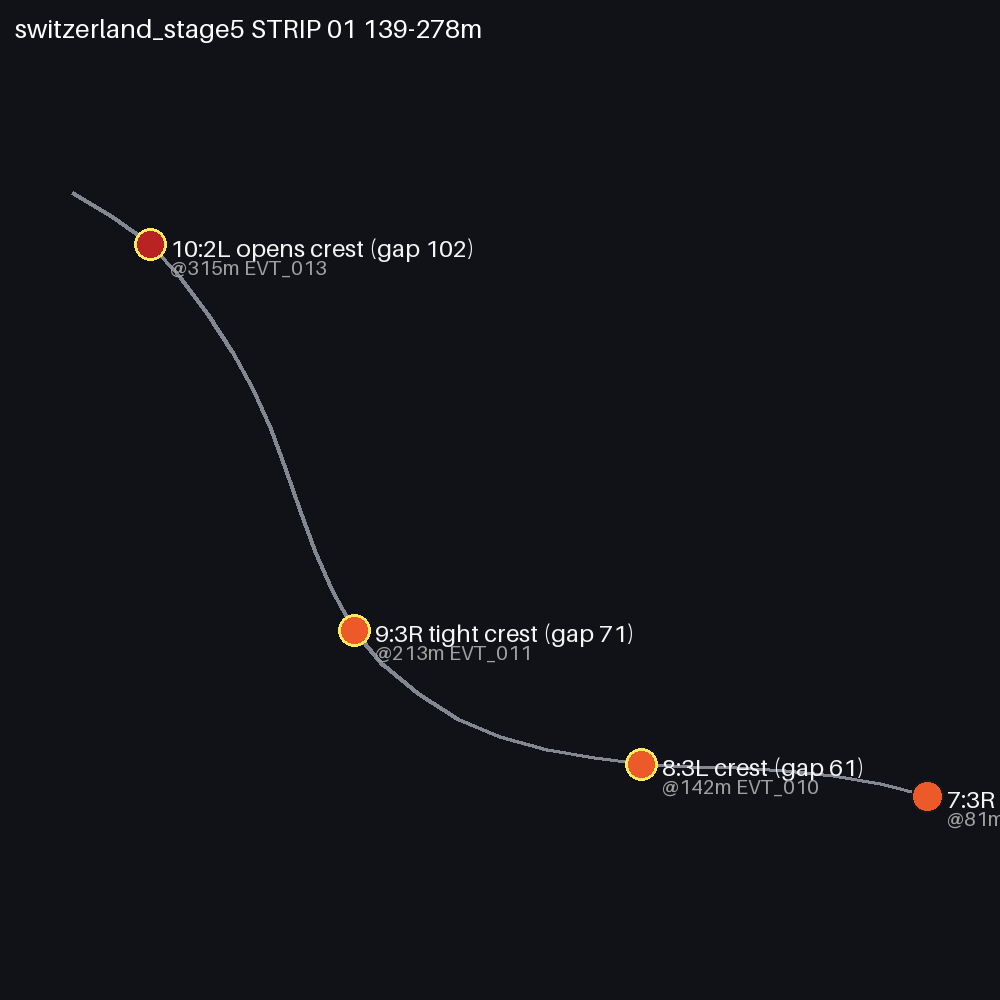 switzerland_stage5 STRIP 01 139-278m
10:2L opens crest (gap 102)
@315m EVT_013
9:3R tight crest (gap 71)
@213m EVT_011
8:3L crest (gap 61)
@142m EVT_010
7:3R
@81m